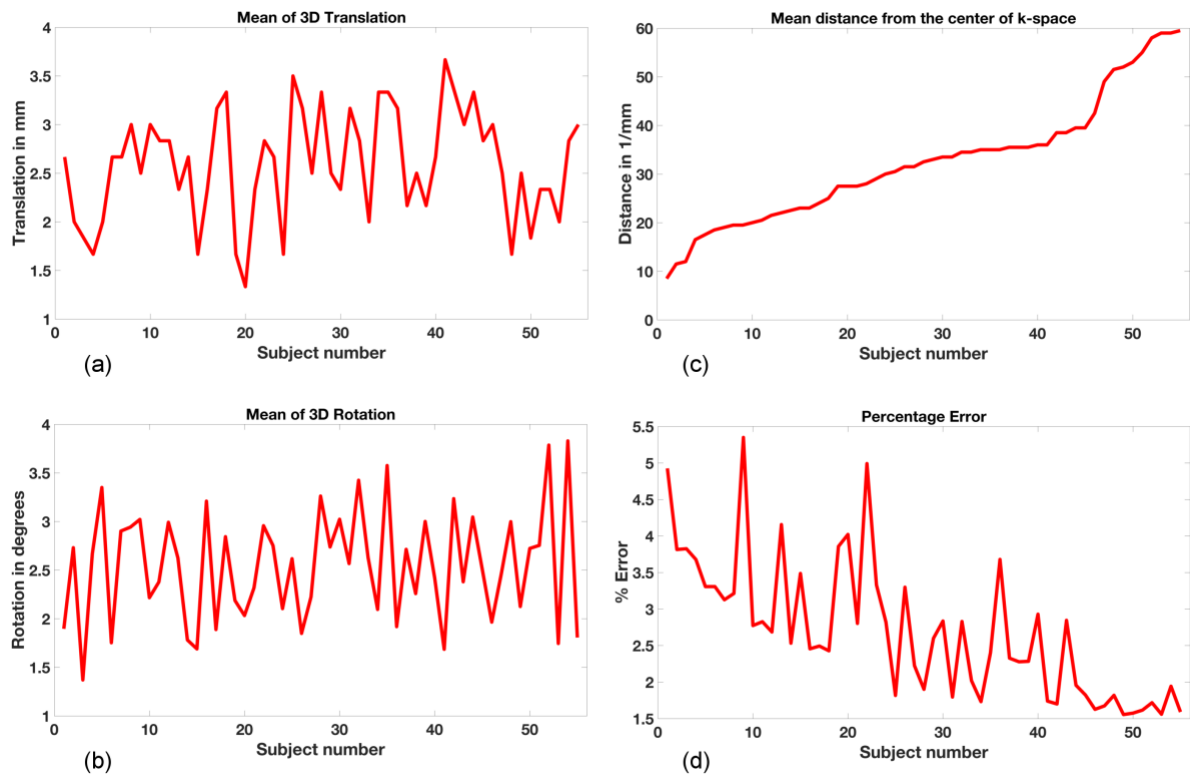 Mean of 3D Translation
Translation in mm
4
3.5
3
2.5
2
1.5
1
0 10 20 30 40 50
Subject number
(a)
Mean distance from the center of k-space
Distance in 1/mm
60
50
40
30
20
10
0
0 10 20 30 40 50
Subject number
(c)
Mean of 3D Rotation
Rotation in degrees
4
3.5
3
2.5
2
1.5
1
0 10 20 30 40 50
Subject number
(b)
Percentage Error
% Error
5.5
5
4.5
4
3.5
3
2.5
2
1.5
0 10 20 30 40 50
Subject number
(d)